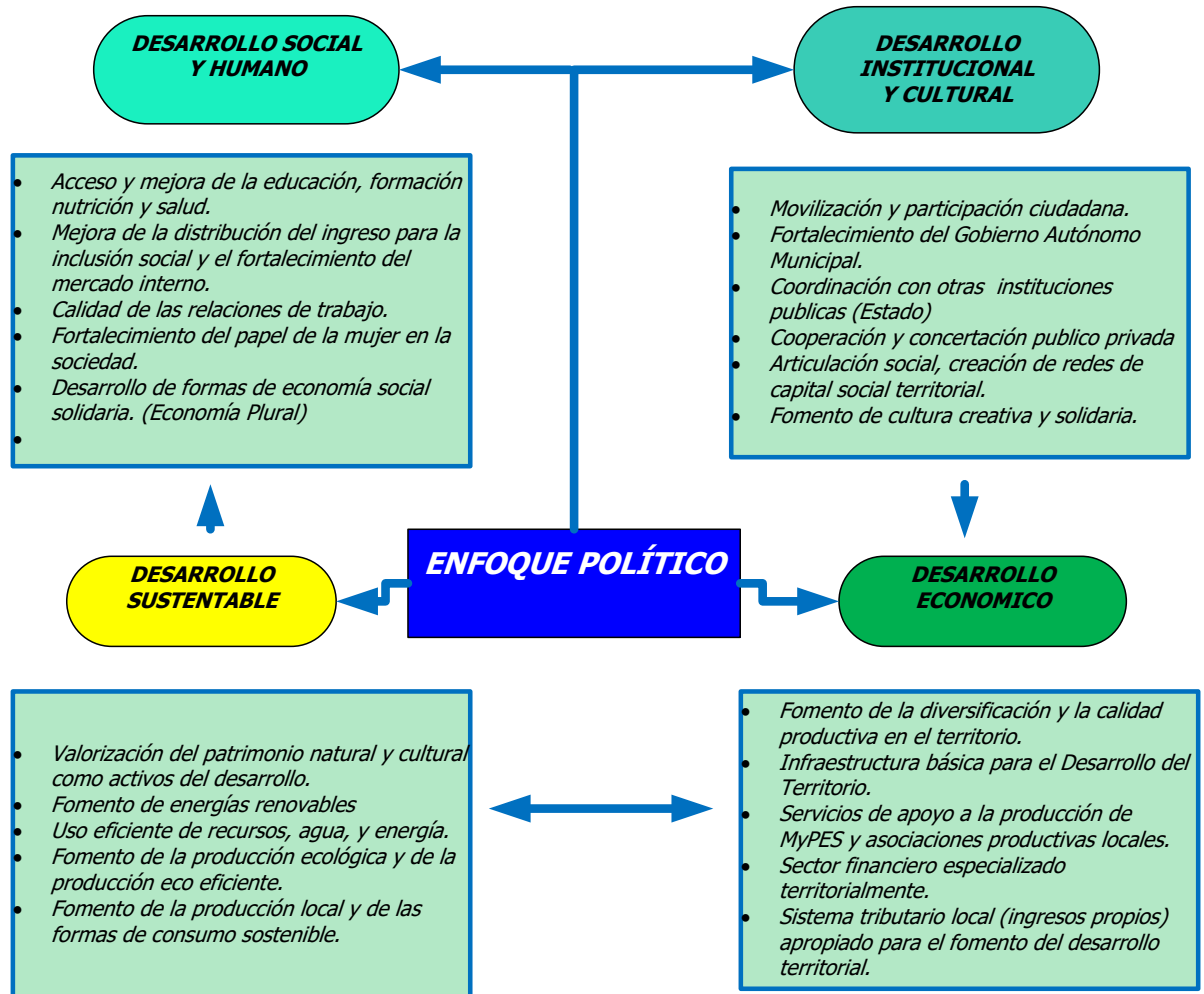 DESARROLLO SOCIAL
Y HUMANO
DESARROLLO
INSTITUCIONAL
Y CULTURAL
• Acceso y mejora de la educación, formación
nutrición y salud.
• Mejora de la distribución del ingreso para la
inclusión social y el fortalecimiento del
mercado interno.
• Calidad de las relaciones de trabajo.
• Fortalecimiento del papel de la mujer en la
sociedad.
• Desarrollo de formas de economía social
solidaria. (Economía Plural)
•
• Movilización y participación ciudadana.
• Fortalecimiento del Gobierno Autónomo
Municipal.
• Coordinación con otras instituciones
publicas (Estado)
• Cooperación y concertación publico privada
• Articulación social, creación de redes de
capital social territorial.
• Fomento de cultura creativa y solidaria.
ENFOQUE POLÍTICO
DESARROLLO
SUSTENTABLE
DESARROLLO
ECONOMICO
• Valorización del patrimonio natural y cultural
como activos del desarrollo.
• Fomento de energías renovables
• Uso eficiente de recursos, agua, y energía.
• Fomento de la producción ecológica y de la
producción eco eficiente.
• Fomento de la producción local y de las
formas de consumo sostenible.
• Fomento de la diversificación y la calidad
productiva en el territorio.
• Infraestructura básica para el Desarrollo del
Territorio.
• Servicios de apoyo a la producción de
MyPES y asociaciones productivas locales.
• Sector financiero especializado
territorialmente.
• Sistema tributario local (ingresos propios)
apropiado para el fomento del desarrollo
territorial.